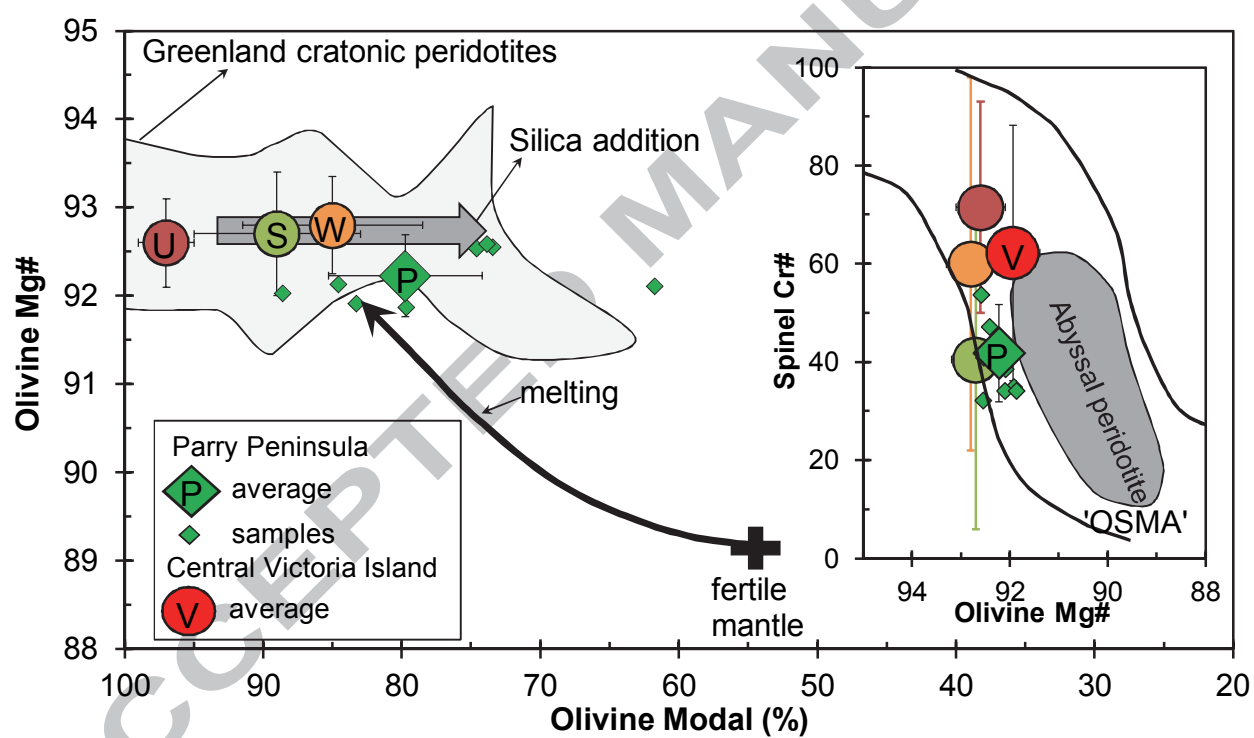 CCEPTED MANU
95
94
93
92
91
90
89
88
Olivine Mg#
100
90
80
70
60
50
40
30
20
Olivine Modal (%)
Greenland cratonic peridotites
Silica addition
U
S
W
P
melting
fertile
mantle
Parry Peninsula
P average
samples
Central Victoria Island
V average
100
80
60
40
20
0
Spinel Cr#
94
92
90
88
Olivine Mg#
V
P
Abyssal peridotite
'OSMA'